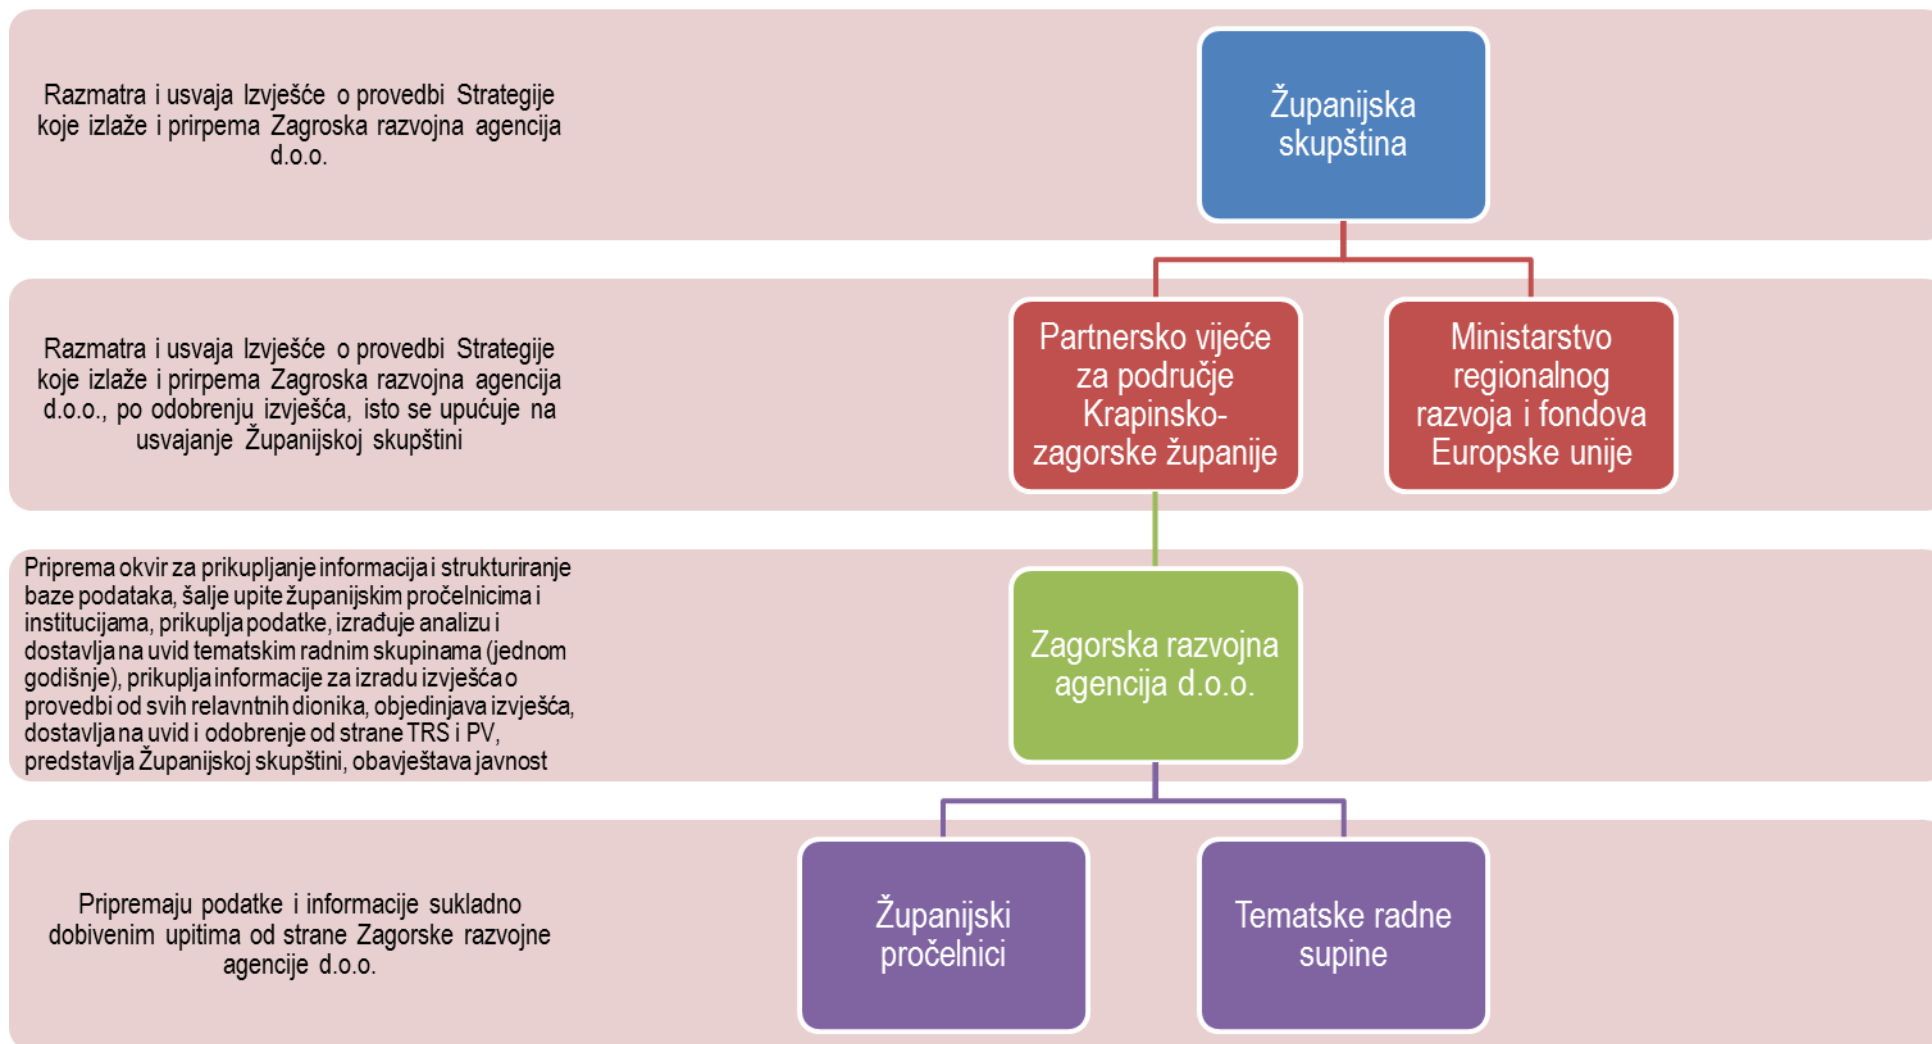 Razmatra i usvaja Izvješće o provedbi Strategije
koje izlaže i prirpema Zagroska razvojna agencija
d.o.o.
Županijska
skupština
Razmatra i usvaja Izvješće o provedbi Strategije
koje izlaže i prirpema Zagroska razvojna agencija
d.o.o., po odobrenju izvješća, isto se upućuje na
usvajanje Županijskoj skupštini
Partnersko vijeće
za područje
Krapinsko-
zagorske županije
Ministarstvo
regionalnog
razvoja i fondova
Europske unije
Priprema okvir za prikupljanje informacija i strukturiranje
baze podataka, šalje upite županijskim pročelnicima i
institucijama, prikuplja podatke, izrađuje analizu i
dostavlja na uvid tematskim radnim skupinama (jednom
godišnje), prikuplja informacije za izradu izvješća o
provedbi od svih relavntnih dionika, objedinjava izvješća,
dostavlja na uvid i odobrenje od strane TRS i PV,
predstavlja Županijskoj skupštini, obavještava javnost
Zagorska razvojna
agencija d.o.o.
Pripremaju podatke i informacije sukladno
dobivenim upitima od strane Zagorske razvojne
agencije d.o.o.
Županijski
pročelnici
Tematske radne
supine